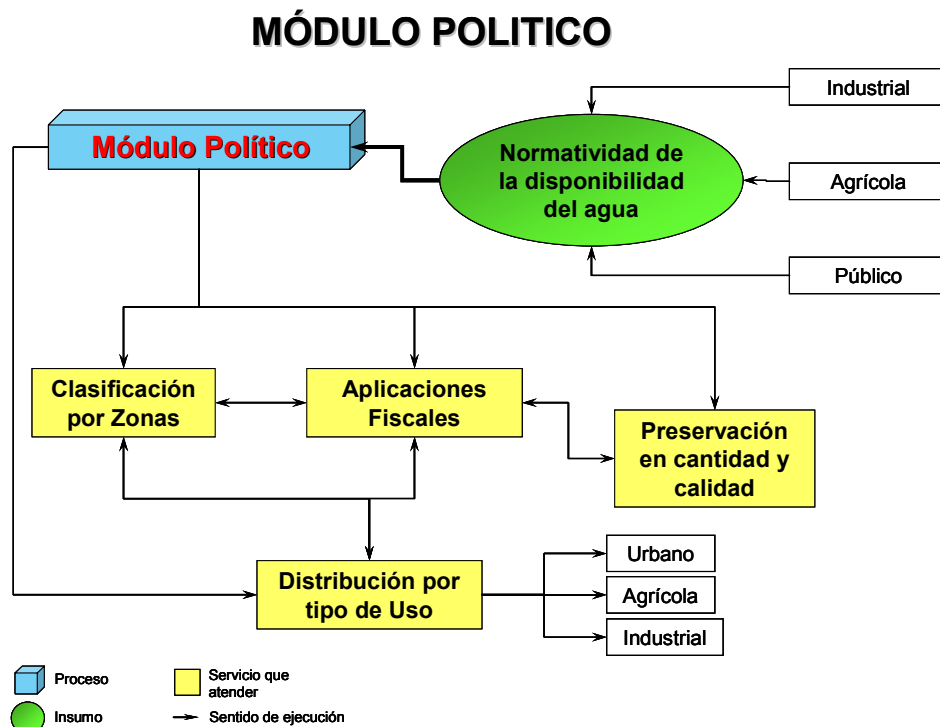 MÓDULO POLITICO
Industrial
Módulo Político
Normatividad de
la disponibilidad
del agua
Agrícola
Público
Clasificación
por Zonas
Aplicaciones
Fiscales
Preservación
en cantidad y
calidad
Distribución por
tipo de Uso
Urbano
Agrícola
Industrial
Proceso
Servicio que
atender
Insumo
Sentido de ejecución